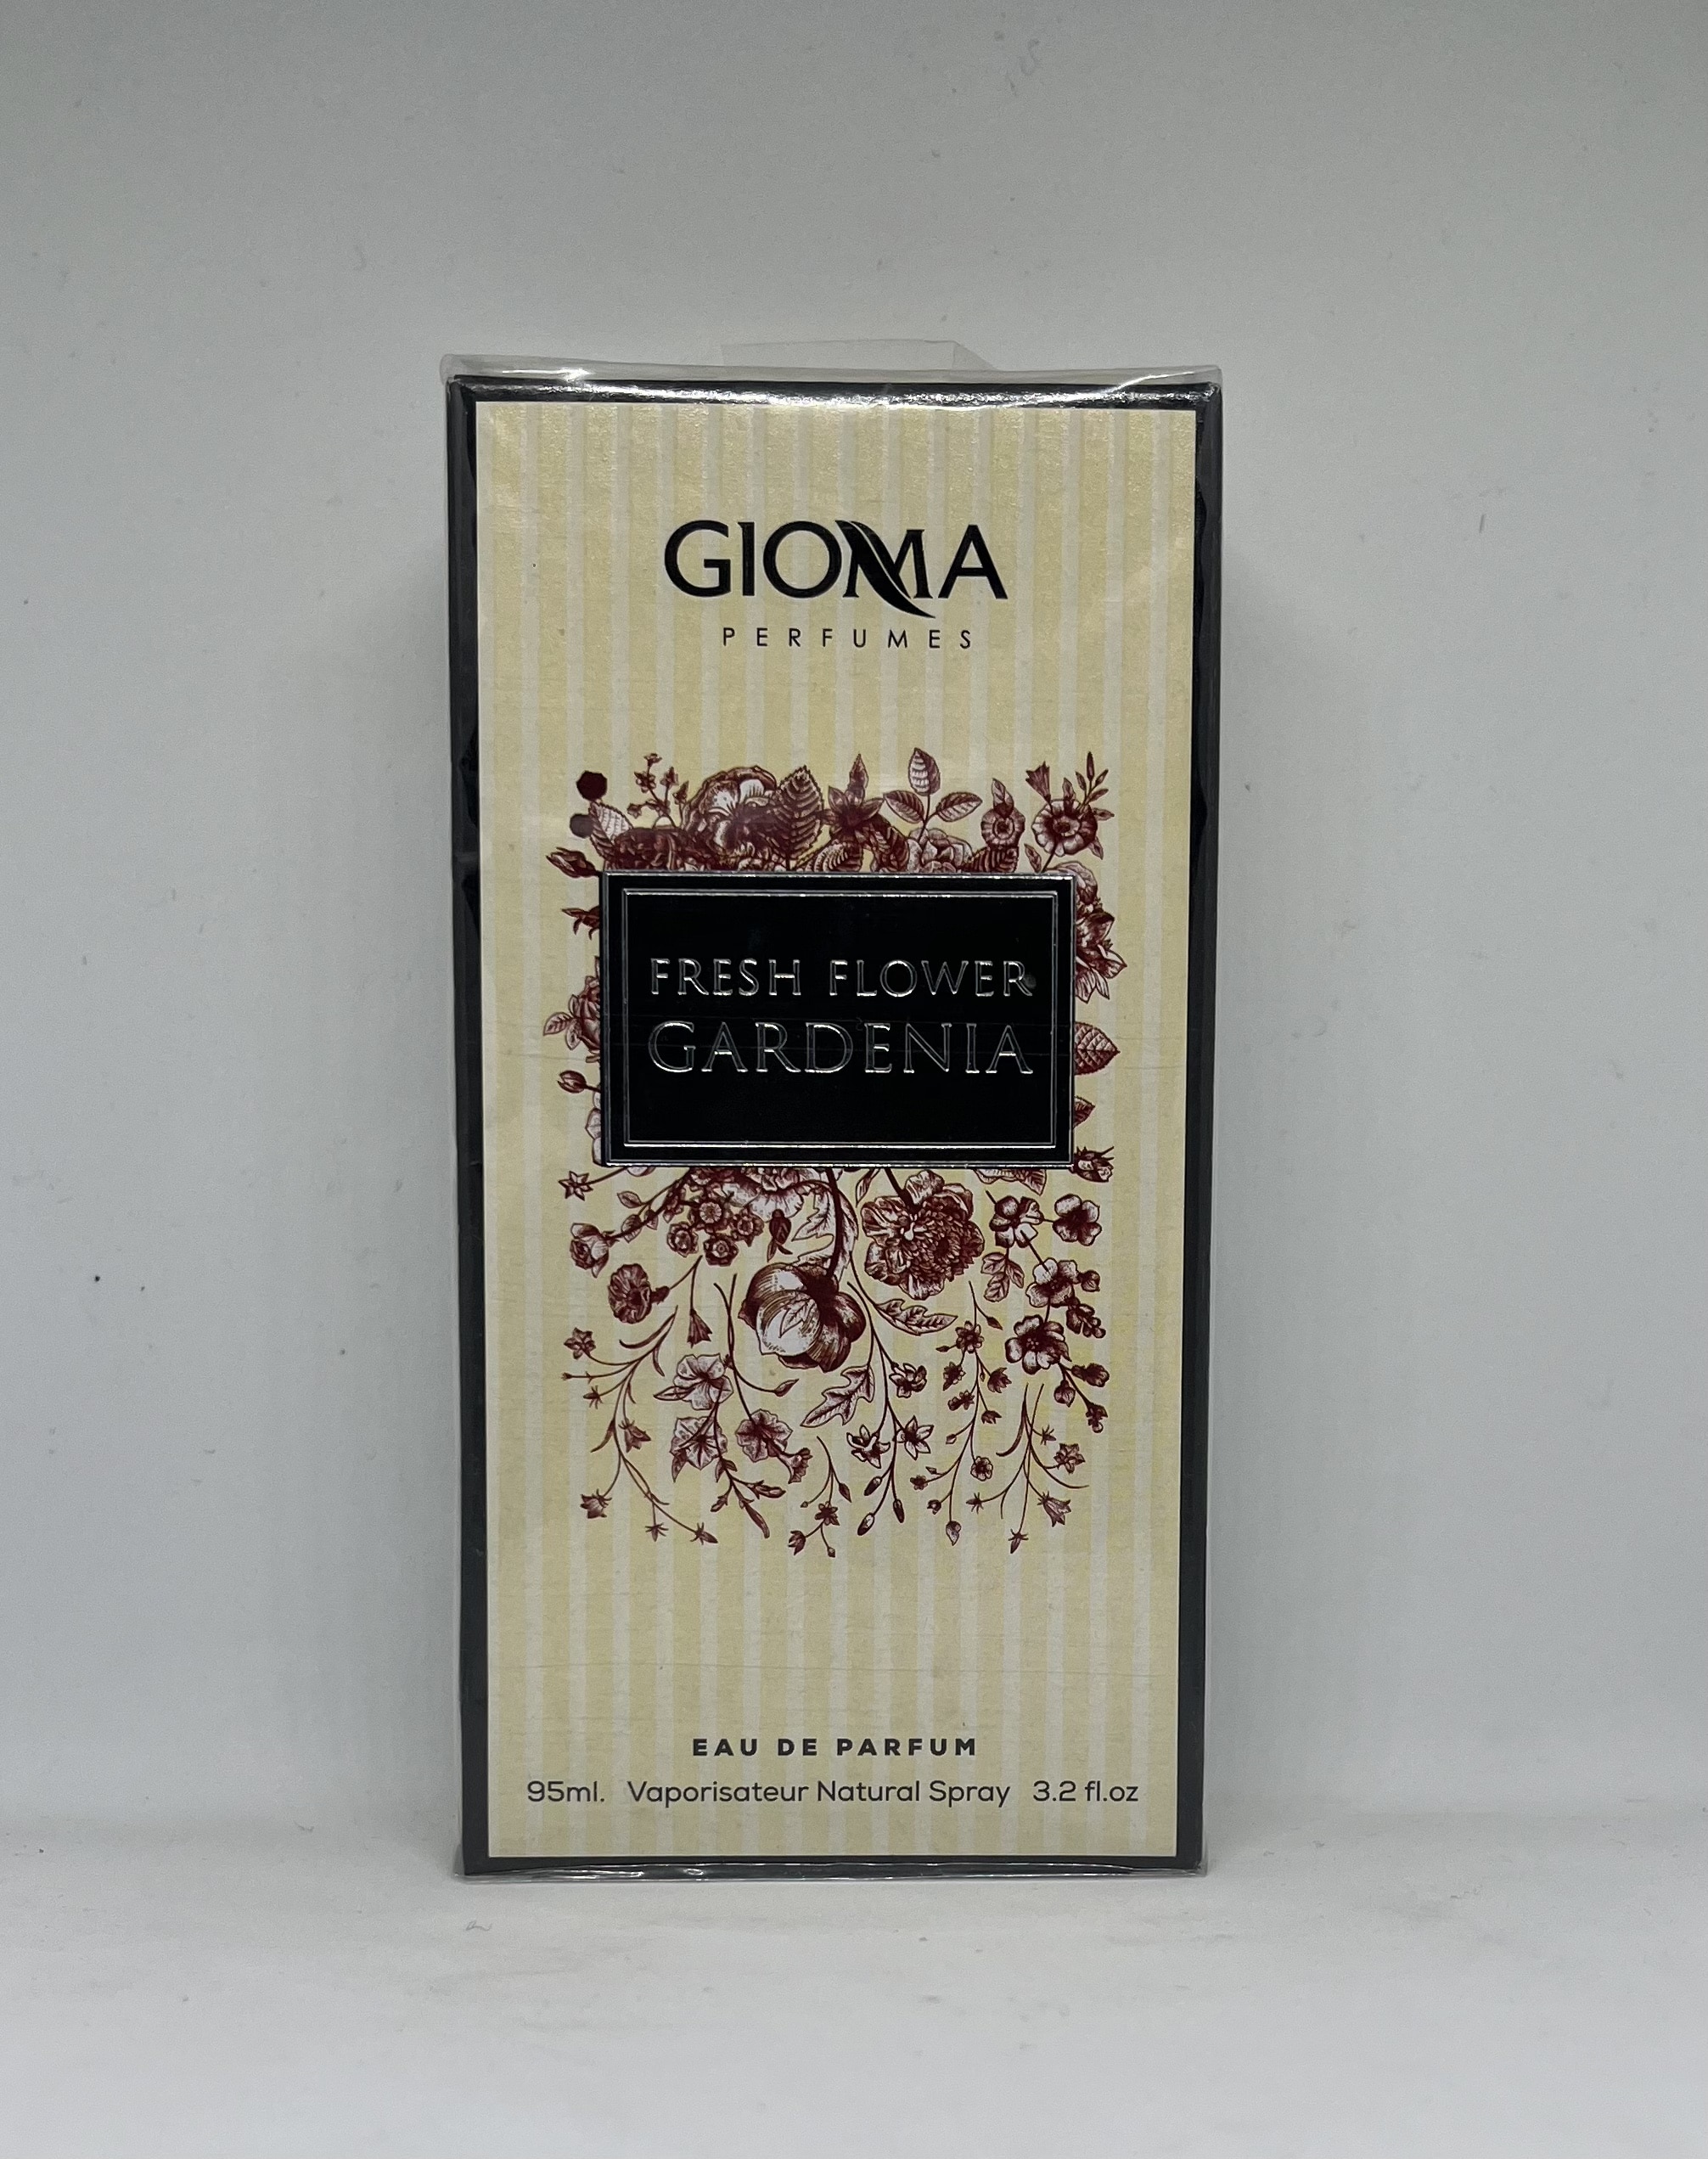 GIOMA
PERFUMES
FRESH FLOWER
GARDENIA
EAU DE PARFUM
95ml. Vaporisateur Natural Spray 3.2 fl.oz